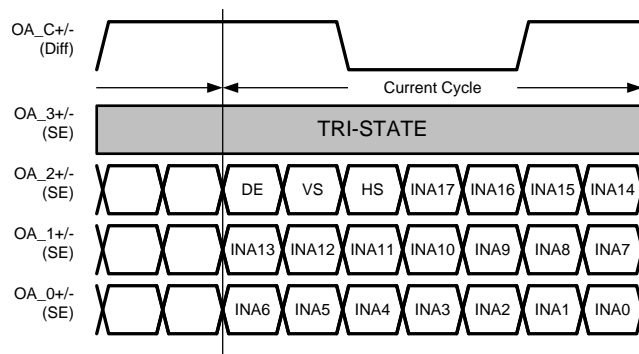 OA_C+/-
(Diff)
Current Cycle
OA_3+/-
(SE)
TRI-STATE
OA_2+/-
(SE)
DE VS HS INA17 INA16 INA15 INA14
OA_1+/-
(SE)
INA13 INA12 INA11 INA10 INA9 INA8 INA7
OA_0+/-
(SE)
INA6 INA5 INA4 INA3 INA2 INA1 INA0